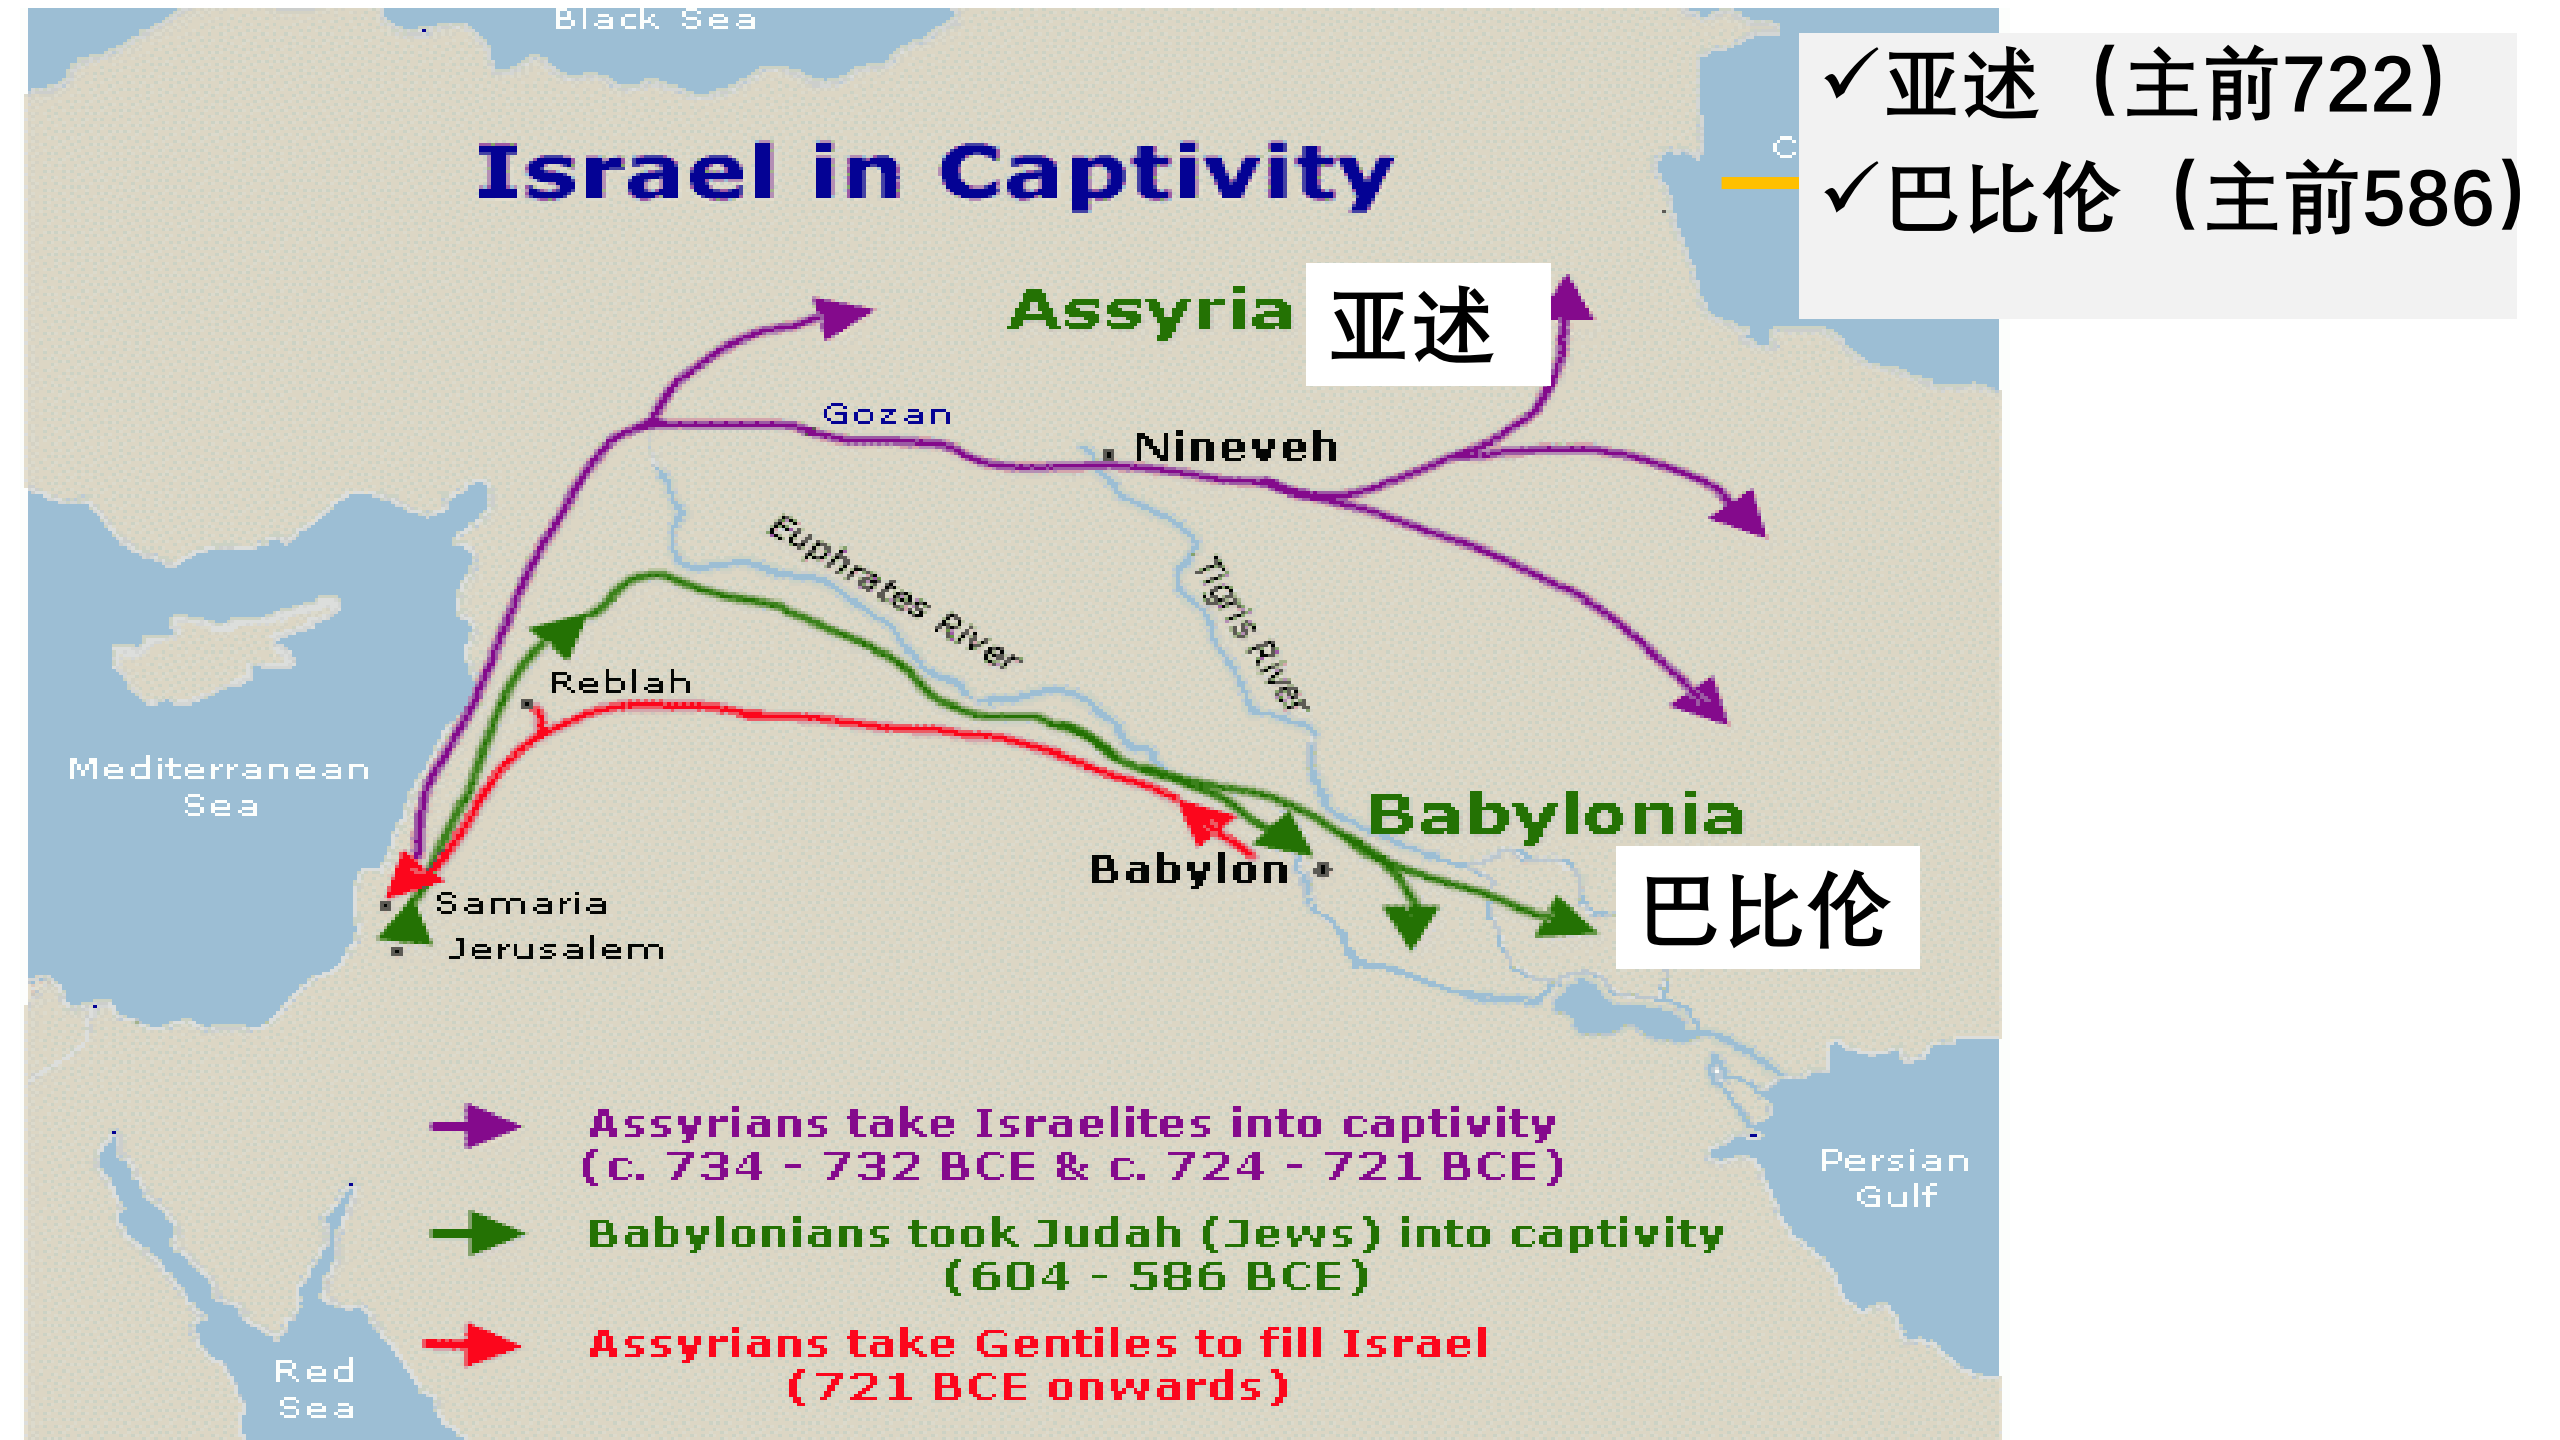 Black Sea
✓亚述（主前722）
✓巴比伦（主前586）
Israel in Captivity
C
Assyria
亚述
Gozan
Nineveh
Euphrates River
Tigris River
Reblah
Mediterranean
Sea
Babylonia
Babylon
巴比伦
Samaria
Jerusalem
Assyrians take Israelites into captivity
(c. 734 - 732 BCE & c. 724 - 721 BCE)
Persian
Gulf
Babylonians took Judah (Jews) into captivity
(604 - 586 BCE)
Assyrians take Gentiles to fill Israel
(721 BCE onwards)
Red
Sea